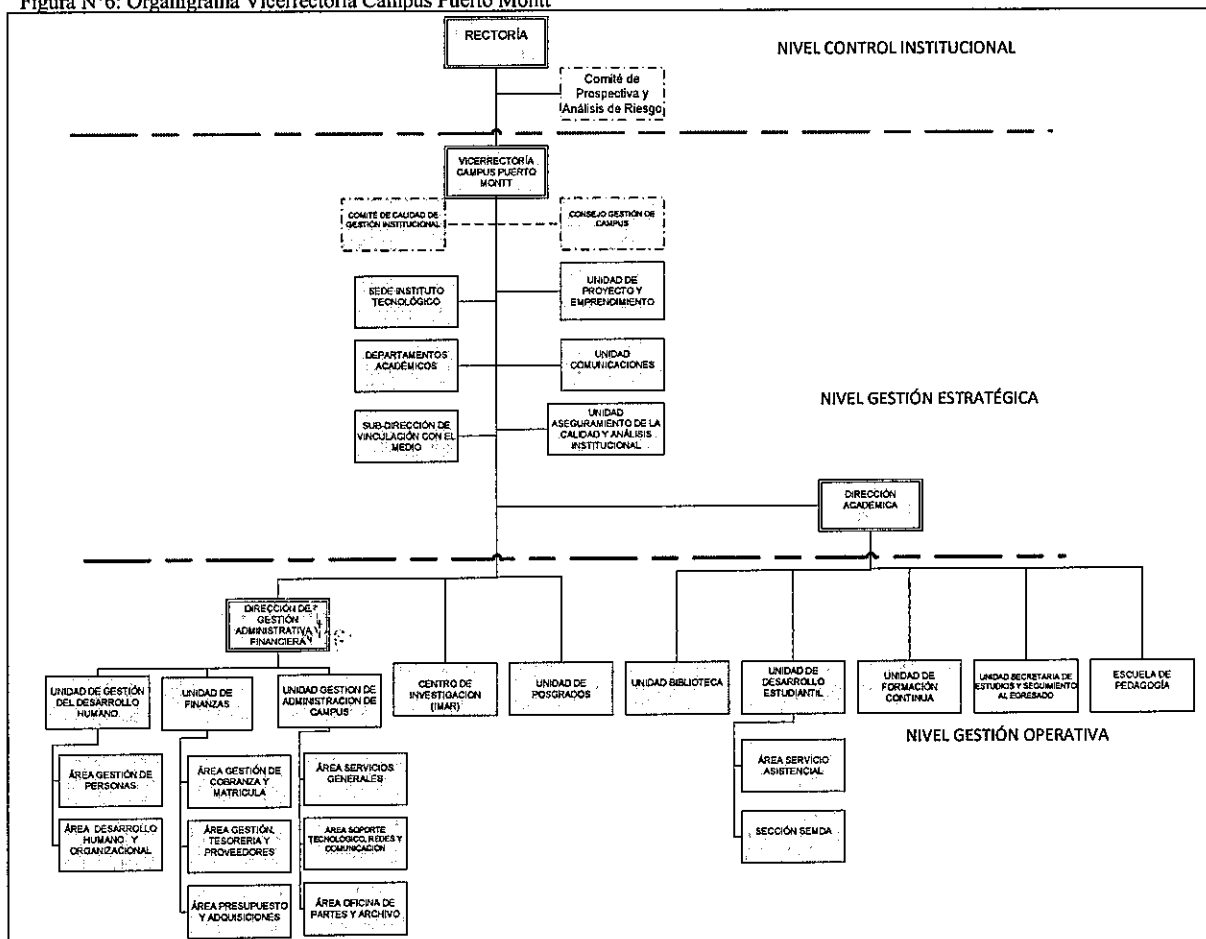 Figura N°6: Organigrama Vicerrectoría Campus Puerto Montt
RECTORÍA
NIVEL CONTROL INSTITUCIONAL
Comité de
Prospectiva y
Análisis de Riesgo
VICERRECTORÍA
CAMPUS PUERTO
MONTT
COMITÉ DE CALIDAD DE
GESTIÓN INSTITUCIONAL
CONSEJO GESTIÓN DE
CAMPUS
SEDE INSTITUTO
TECNOLÓGICO
UNIDAD DE
PROYECTO Y
EMPRENDIMIENTO
DEPARTAMENTOS
ACADÉMICOS
UNIDAD
COMUNICACIONES
NIVEL GESTIÓN ESTRATÉGICA
SUB-DIRECCIÓN DE
VINCULACIÓN CON EL
MEDIO
UNIDAD
ASEGURAMIENTO DE LA
CALIDAD Y ANÁLISIS
INSTITUCIONAL
DIRECCIÓN
ACADÉMICA
DIRECCIÓN DE
GESTIÓN
ADMINISTRATIVA Y
FINANCIERA
UNIDAD DE GESTIÓN
DEL DESARROLLO
HUMANO
UNIDAD DE
FINANZAS
UNIDAD GESTION DE
ADMINISTRACION DE
CAMPUS
CENTRO DE
INVESTIGACION
(IMAR)
UNIDAD DE
POSGRADOS
UNIDAD BIBLIOTECA
UNIDAD DE
DESARROLLO
ESTUDIANTIL
UNIDAD DE
FORMACIÓN
CONTINUA
UNIDAD SECRETARIA DE
ESTUDIOS Y SEGUIMIENTO
AL EGRESADO
ESCUELA DE
PEDAGOGÍA
NIVEL GESTIÓN OPERATIVA
ÁREA GESTIÓN DE
PERSONAS
ÁREA GESTIÓN DE
COBRANZA Y
MATRICULA
ÁREA SERVICIOS
GENERALES
ÁREA SERVICIO
ASISTENCIAL
ÁREA DESARROLLO
HUMANO Y
ORGANIZACIONAL
ÁREA GESTIÓN,
TESORERIA Y
PROVEEDORES
ÁREA SOPORTE
TECNOLÓGICO, REDES Y
COMUNICACION
SECCIÓN SEMDA
ÁREA PRESUPUESTO
Y ADQUISICIONES
ÁREA OFICINA DE
PARTES Y ARCHIVO